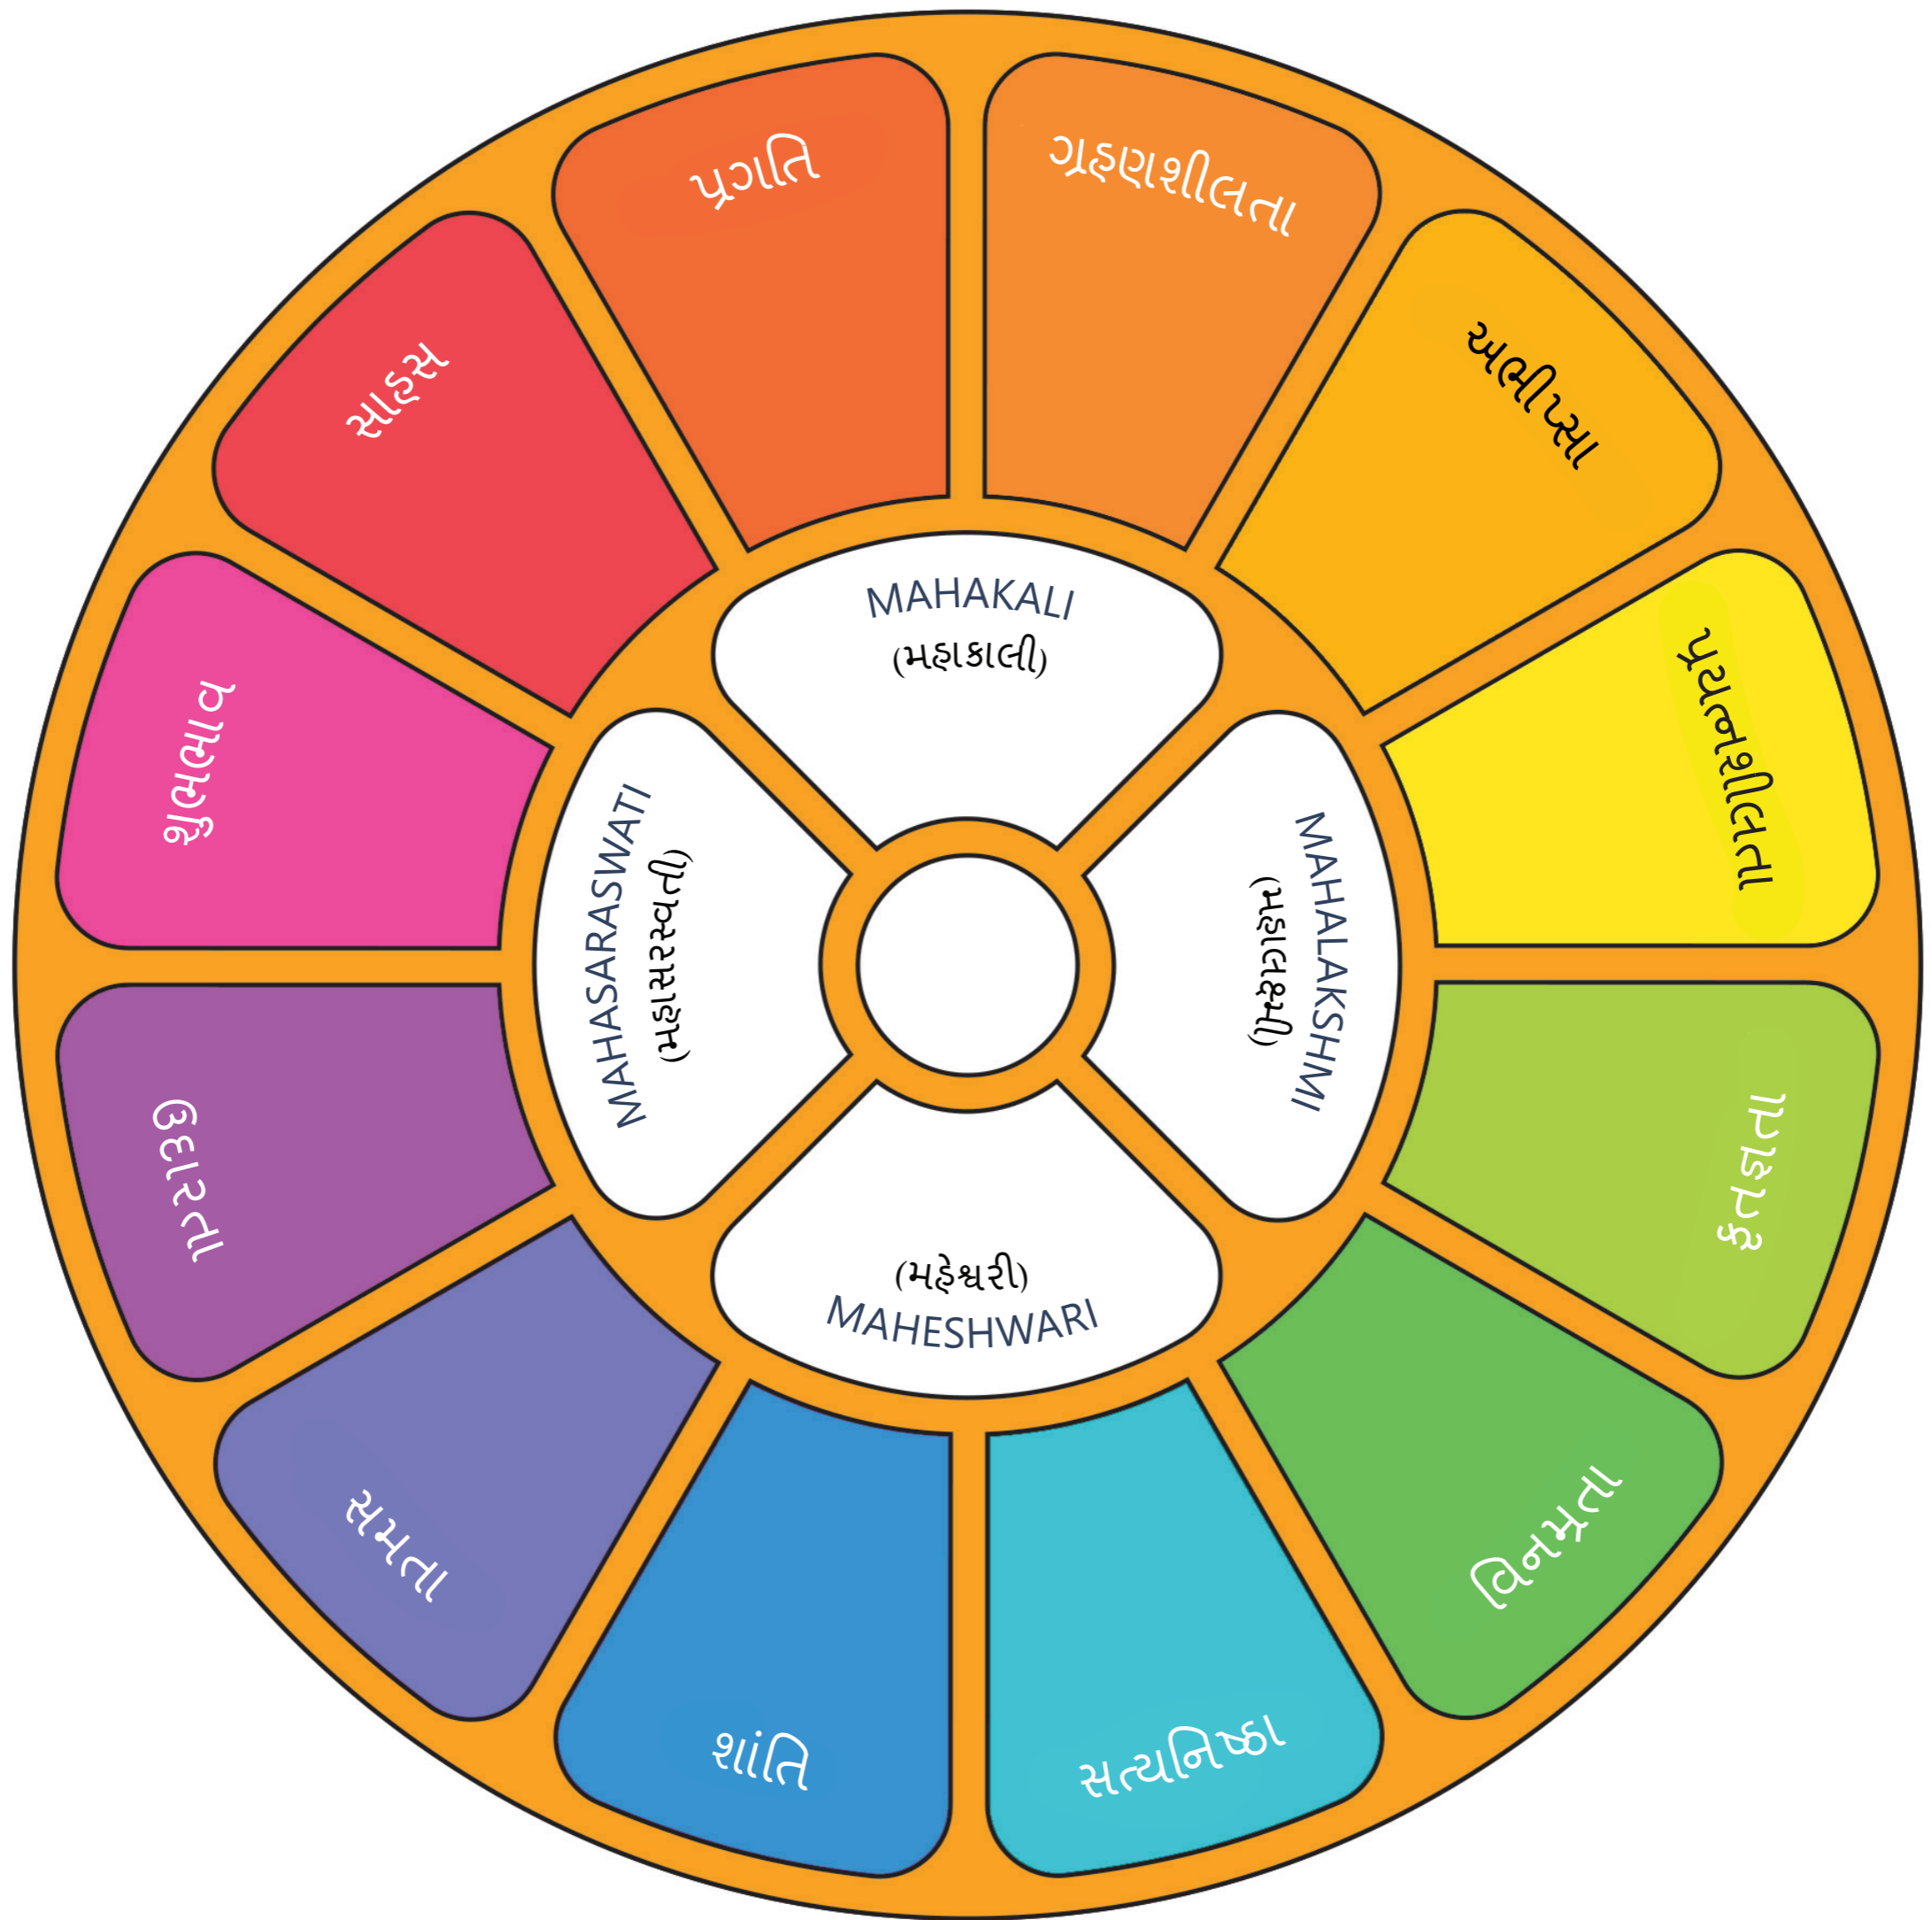 પ્રગતિ
ગ્રહણશીલતા
અભીપ્સા
પ્રયત્નશીલતા
કૃતજ્ઞતા
વિનમ્રતા
સત્યનિષ્ઠા
શાંતિ
સમતા
ઉદારતા
શુભભાવ
સાહસ
MAHAKALI
(મહાકાલી)
MAHALAKSHMI
(મહાલક્ષ્મી)
(મહેશ્વરી)
MAHESHWARI
MAHASARASWATI
(મહાસરસ્વતી)